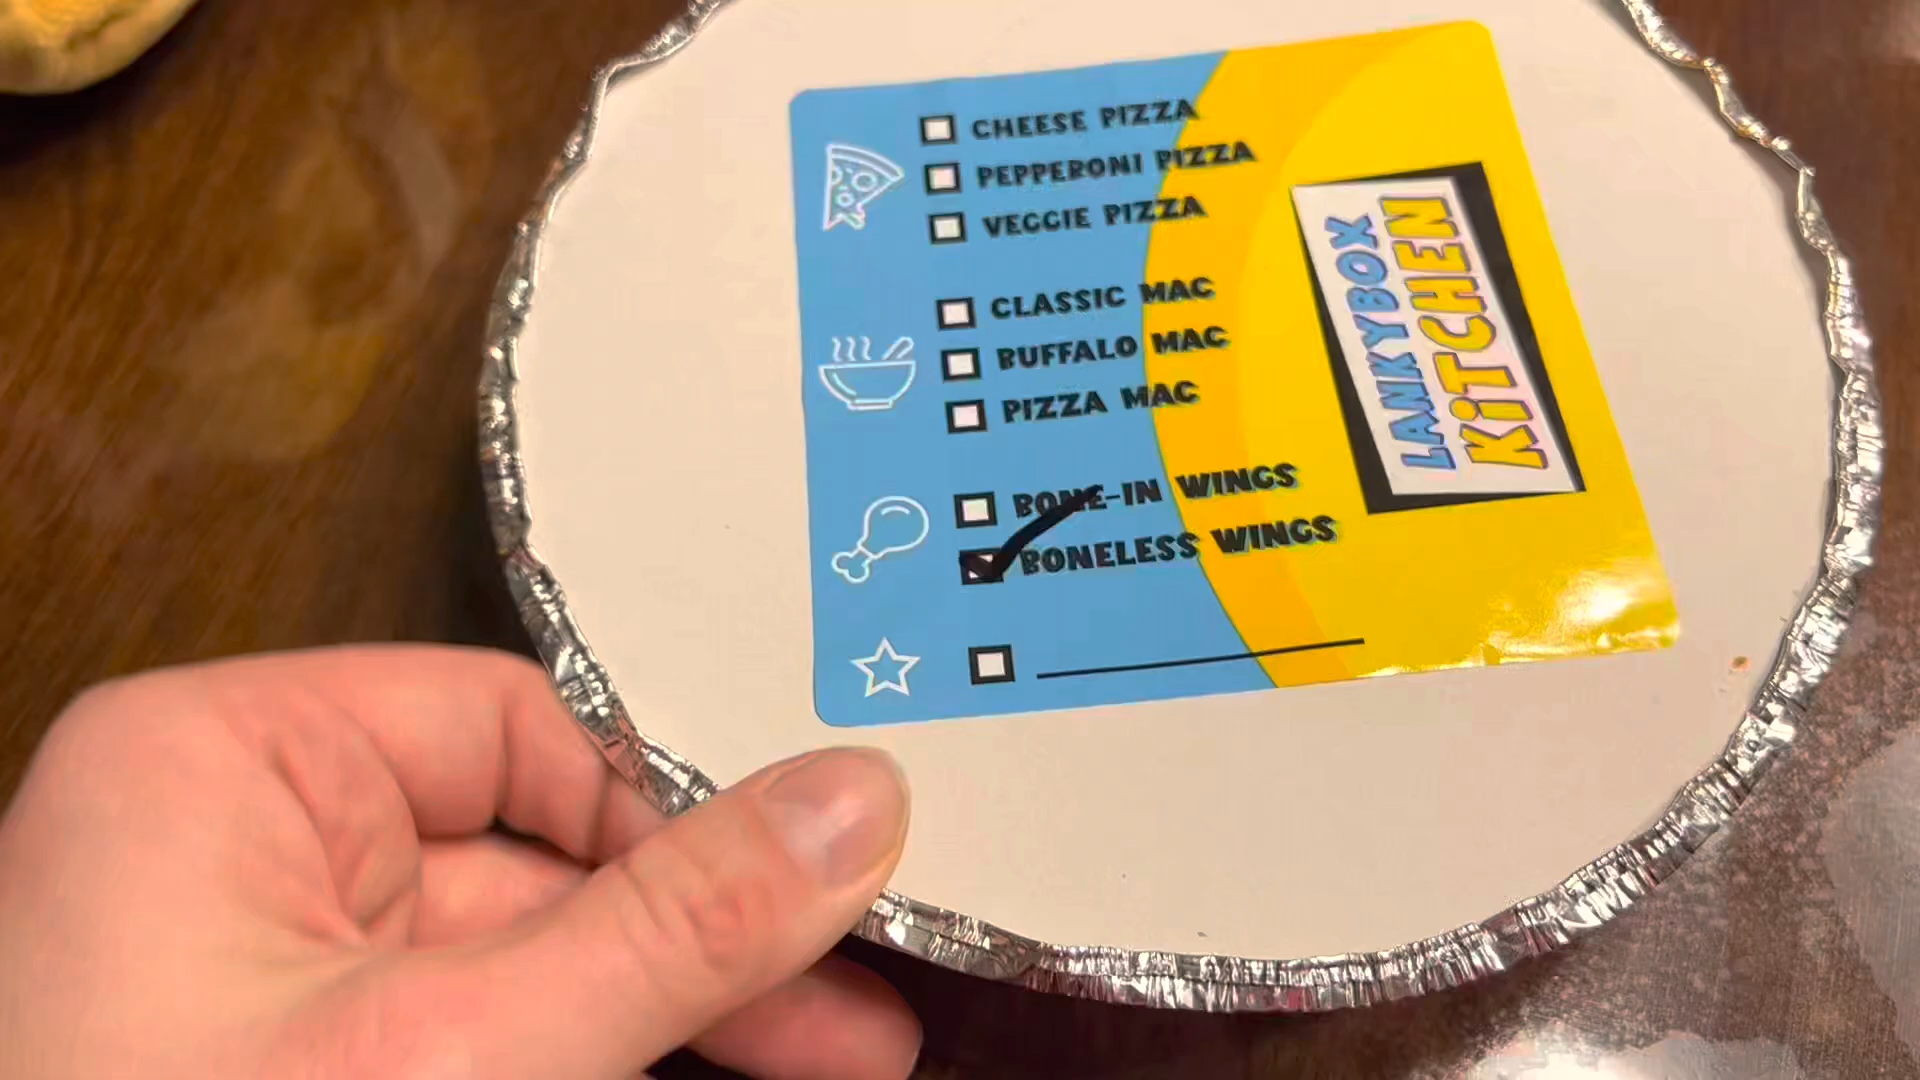 CHEESE PIZZA
PEPPERONI PIZZA
VEGGIE PIZZA
CLASSIC MAC
BUFFALO MAC
PIZZA MAC
BONE-IN WINGS
BONELESS WINGS
LANKYBOX
KiTCHEN